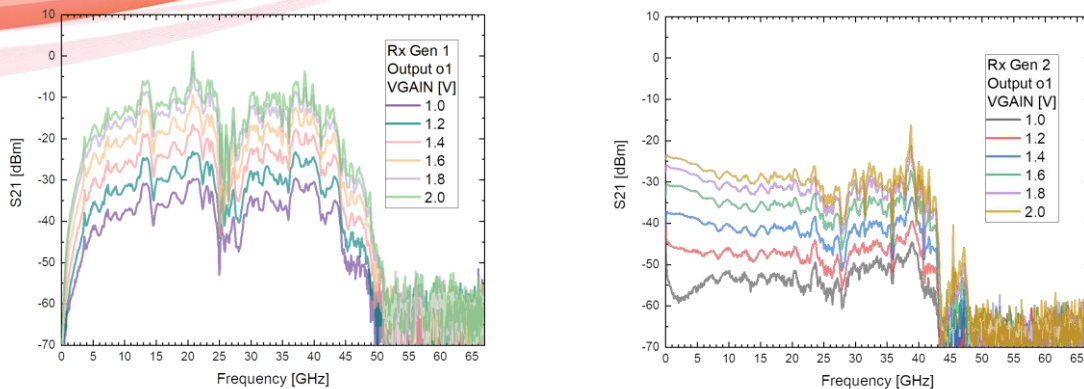 10
0
-10
-20
-30
-40
-50
-60
-70
S21 [dBm]
0 5 10 15 20 25 30 35 40 45 50 55 60 65
Frequency [GHz]
Rx Gen 1
Output o1
VGAIN [V]
1.0
1.2
1.4
1.6
1.8
2.0
10
0
-10
-20
-30
-40
-50
-60
-70
S21 [dBm]
0 5 10 15 20 25 30 35 40 45 50 55 60 65
Frequency [GHz]
Rx Gen 2
Output o1
VGAIN [V]
1.0
1.2
1.4
1.6
1.8
2.0